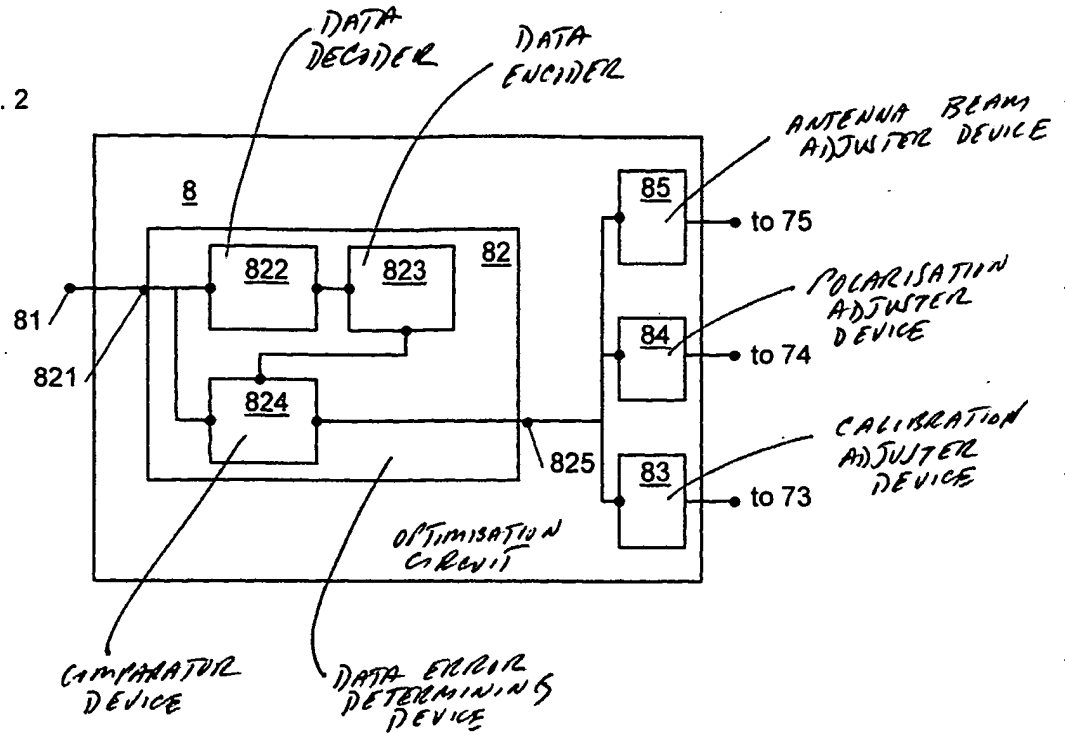 DATA
DECODER
DATA
ENCODER
. 2
ANTENNA BEAM
ADJUSTER DEVICE
8
85
to 75
82
822
823
POLARISATION
ADJUSTER
DEVICE
81
84
to 74
821
824
CALIBRATION
ADJUSTER
DEVICE
825
83
to 73
OPTIMISATION
CIRCUIT
COMPARATOR
DEVICE
DATA ERROR
DETERMINING
DEVICE